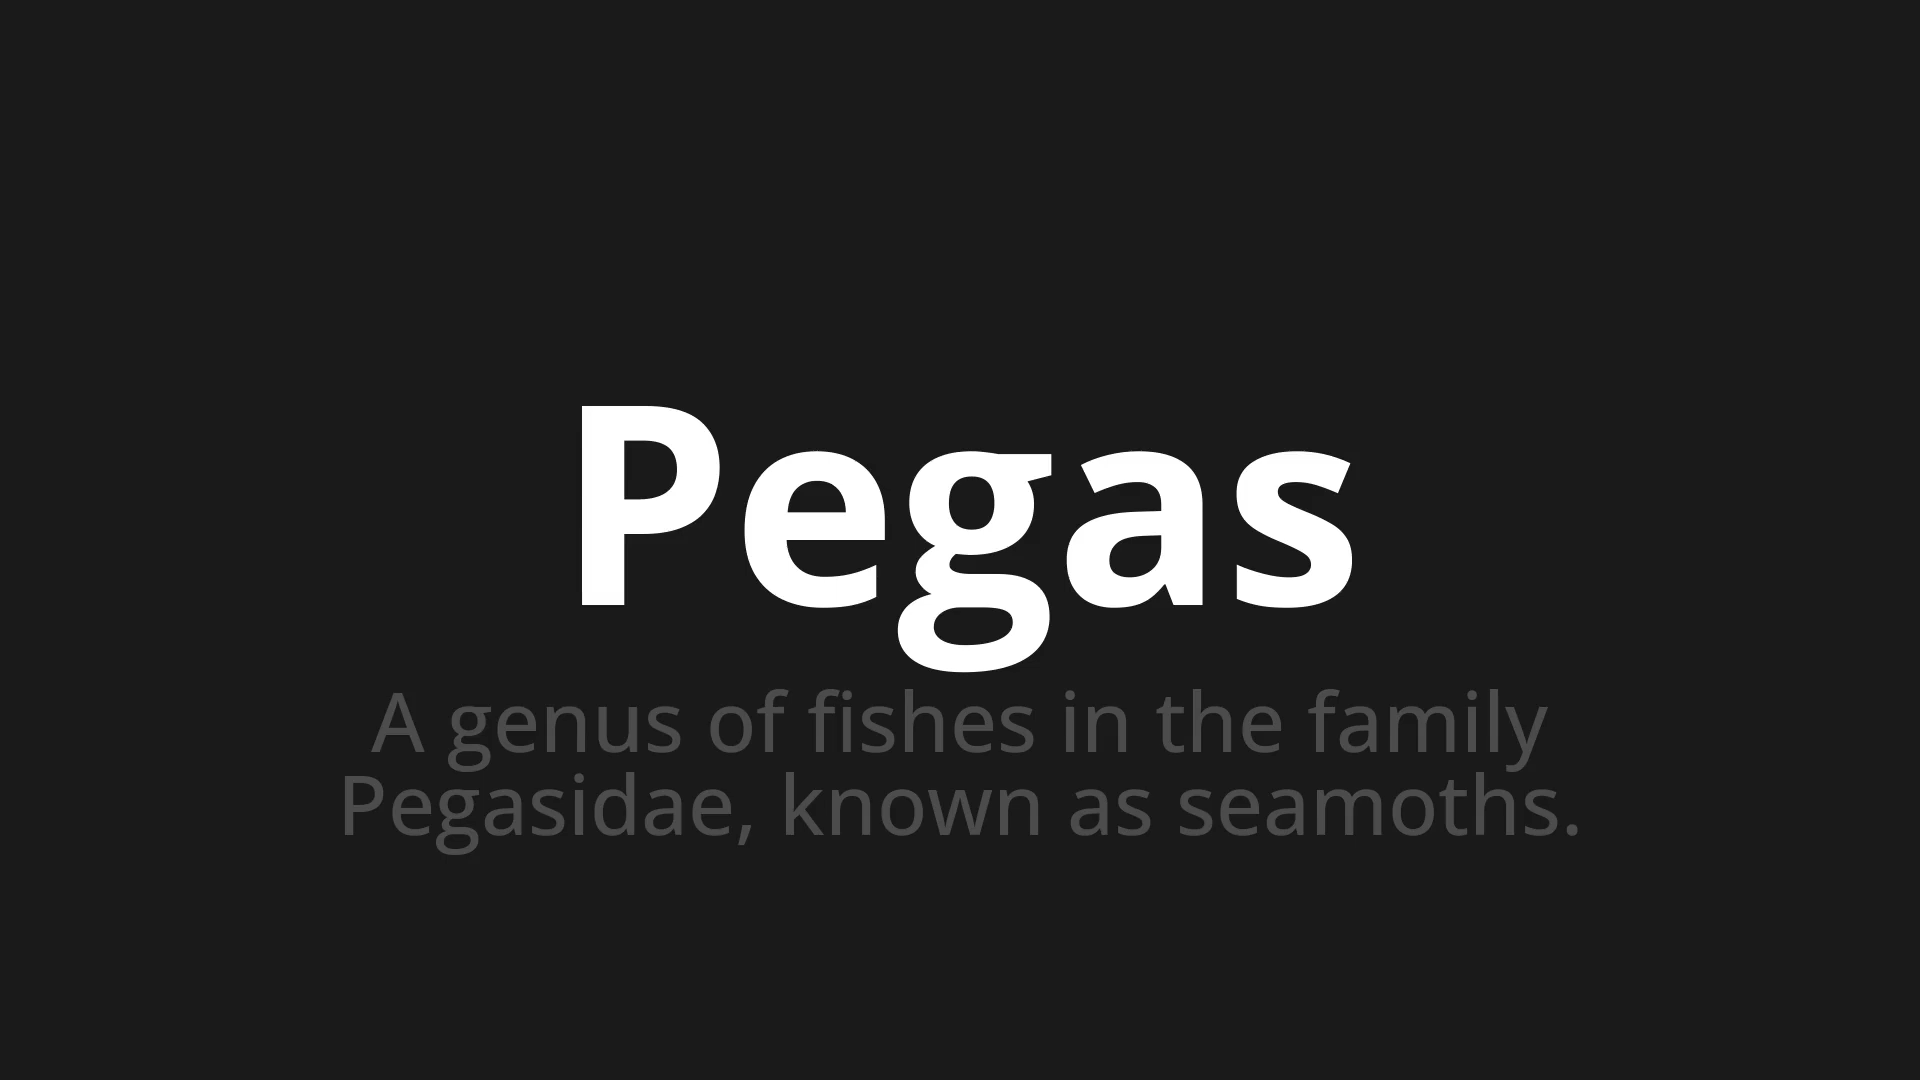 Pegas
A genus of fishes in the family
Pegasidae, known as seamoths.